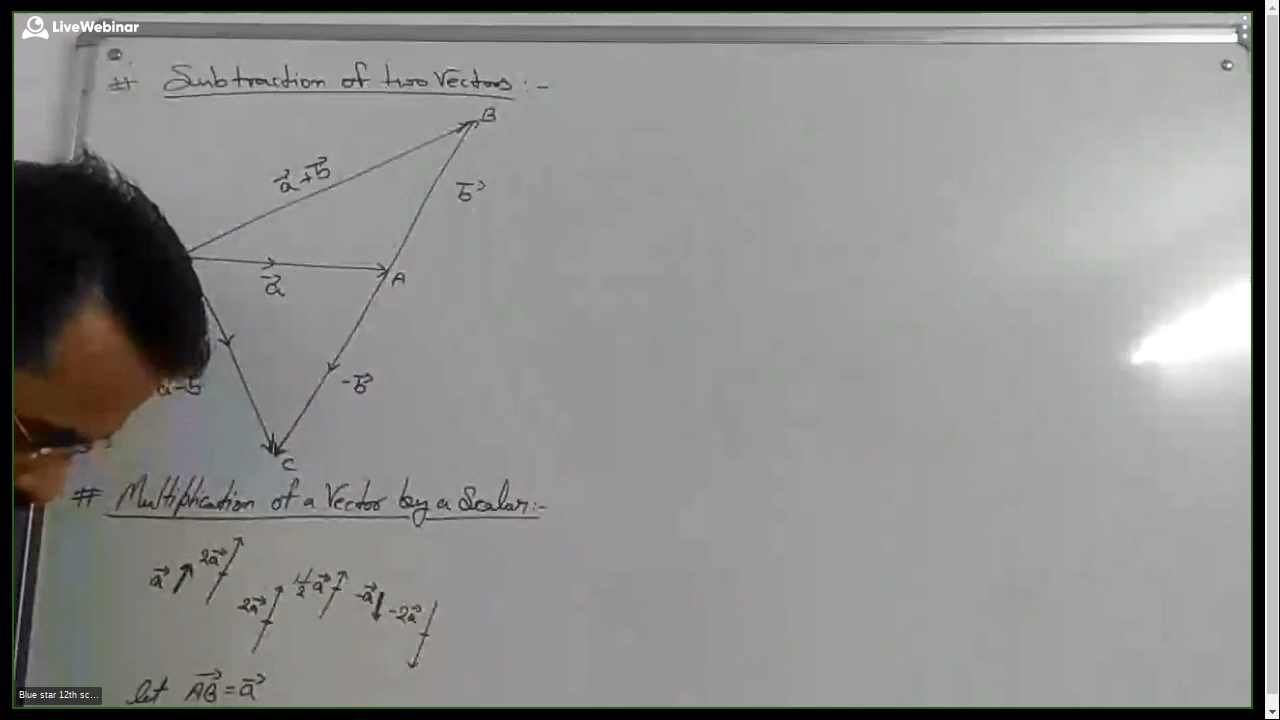 LiveWebinar
# Subtraction of two Vectors :-
B
a⃗+b⃗
b⃗
a⃗
A
a⃗-b⃗
-b⃗
C
# Multiplication of a Vector by a Scalar:-
a⃗ 2a⃗ 2a⃗ 1½a⃗ -a⃗ -2a⃗
let AB⃗ = a⃗
Blue star 12th sc...